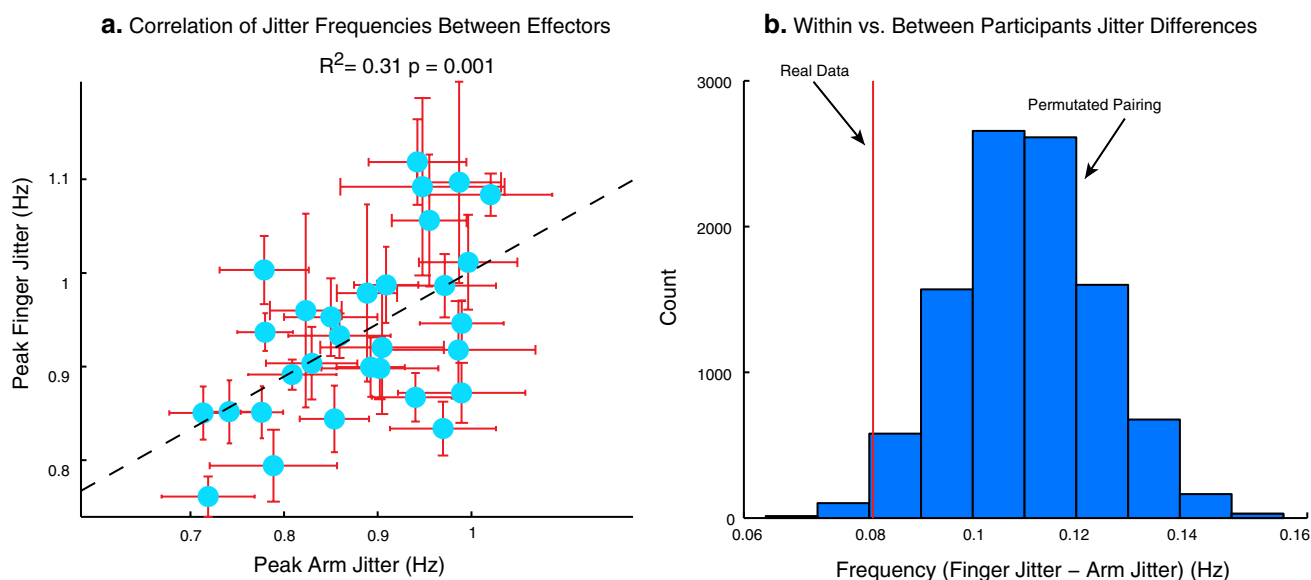 a. Correlation of Jitter Frequencies Between Effectors
R²= 0.31 p = 0.001
Peak Finger Jitter (Hz)
1.1
1
0.9
0.8
0.7 0.8 0.9 1
Peak Arm Jitter (Hz)
b. Within vs. Between Participants Jitter Differences
Real Data
Permutated Pairing
Count
3000
2000
1000
0
0.06 0.08 0.1 0.12 0.14 0.16
Frequency (Finger Jitter – Arm Jitter) (Hz)